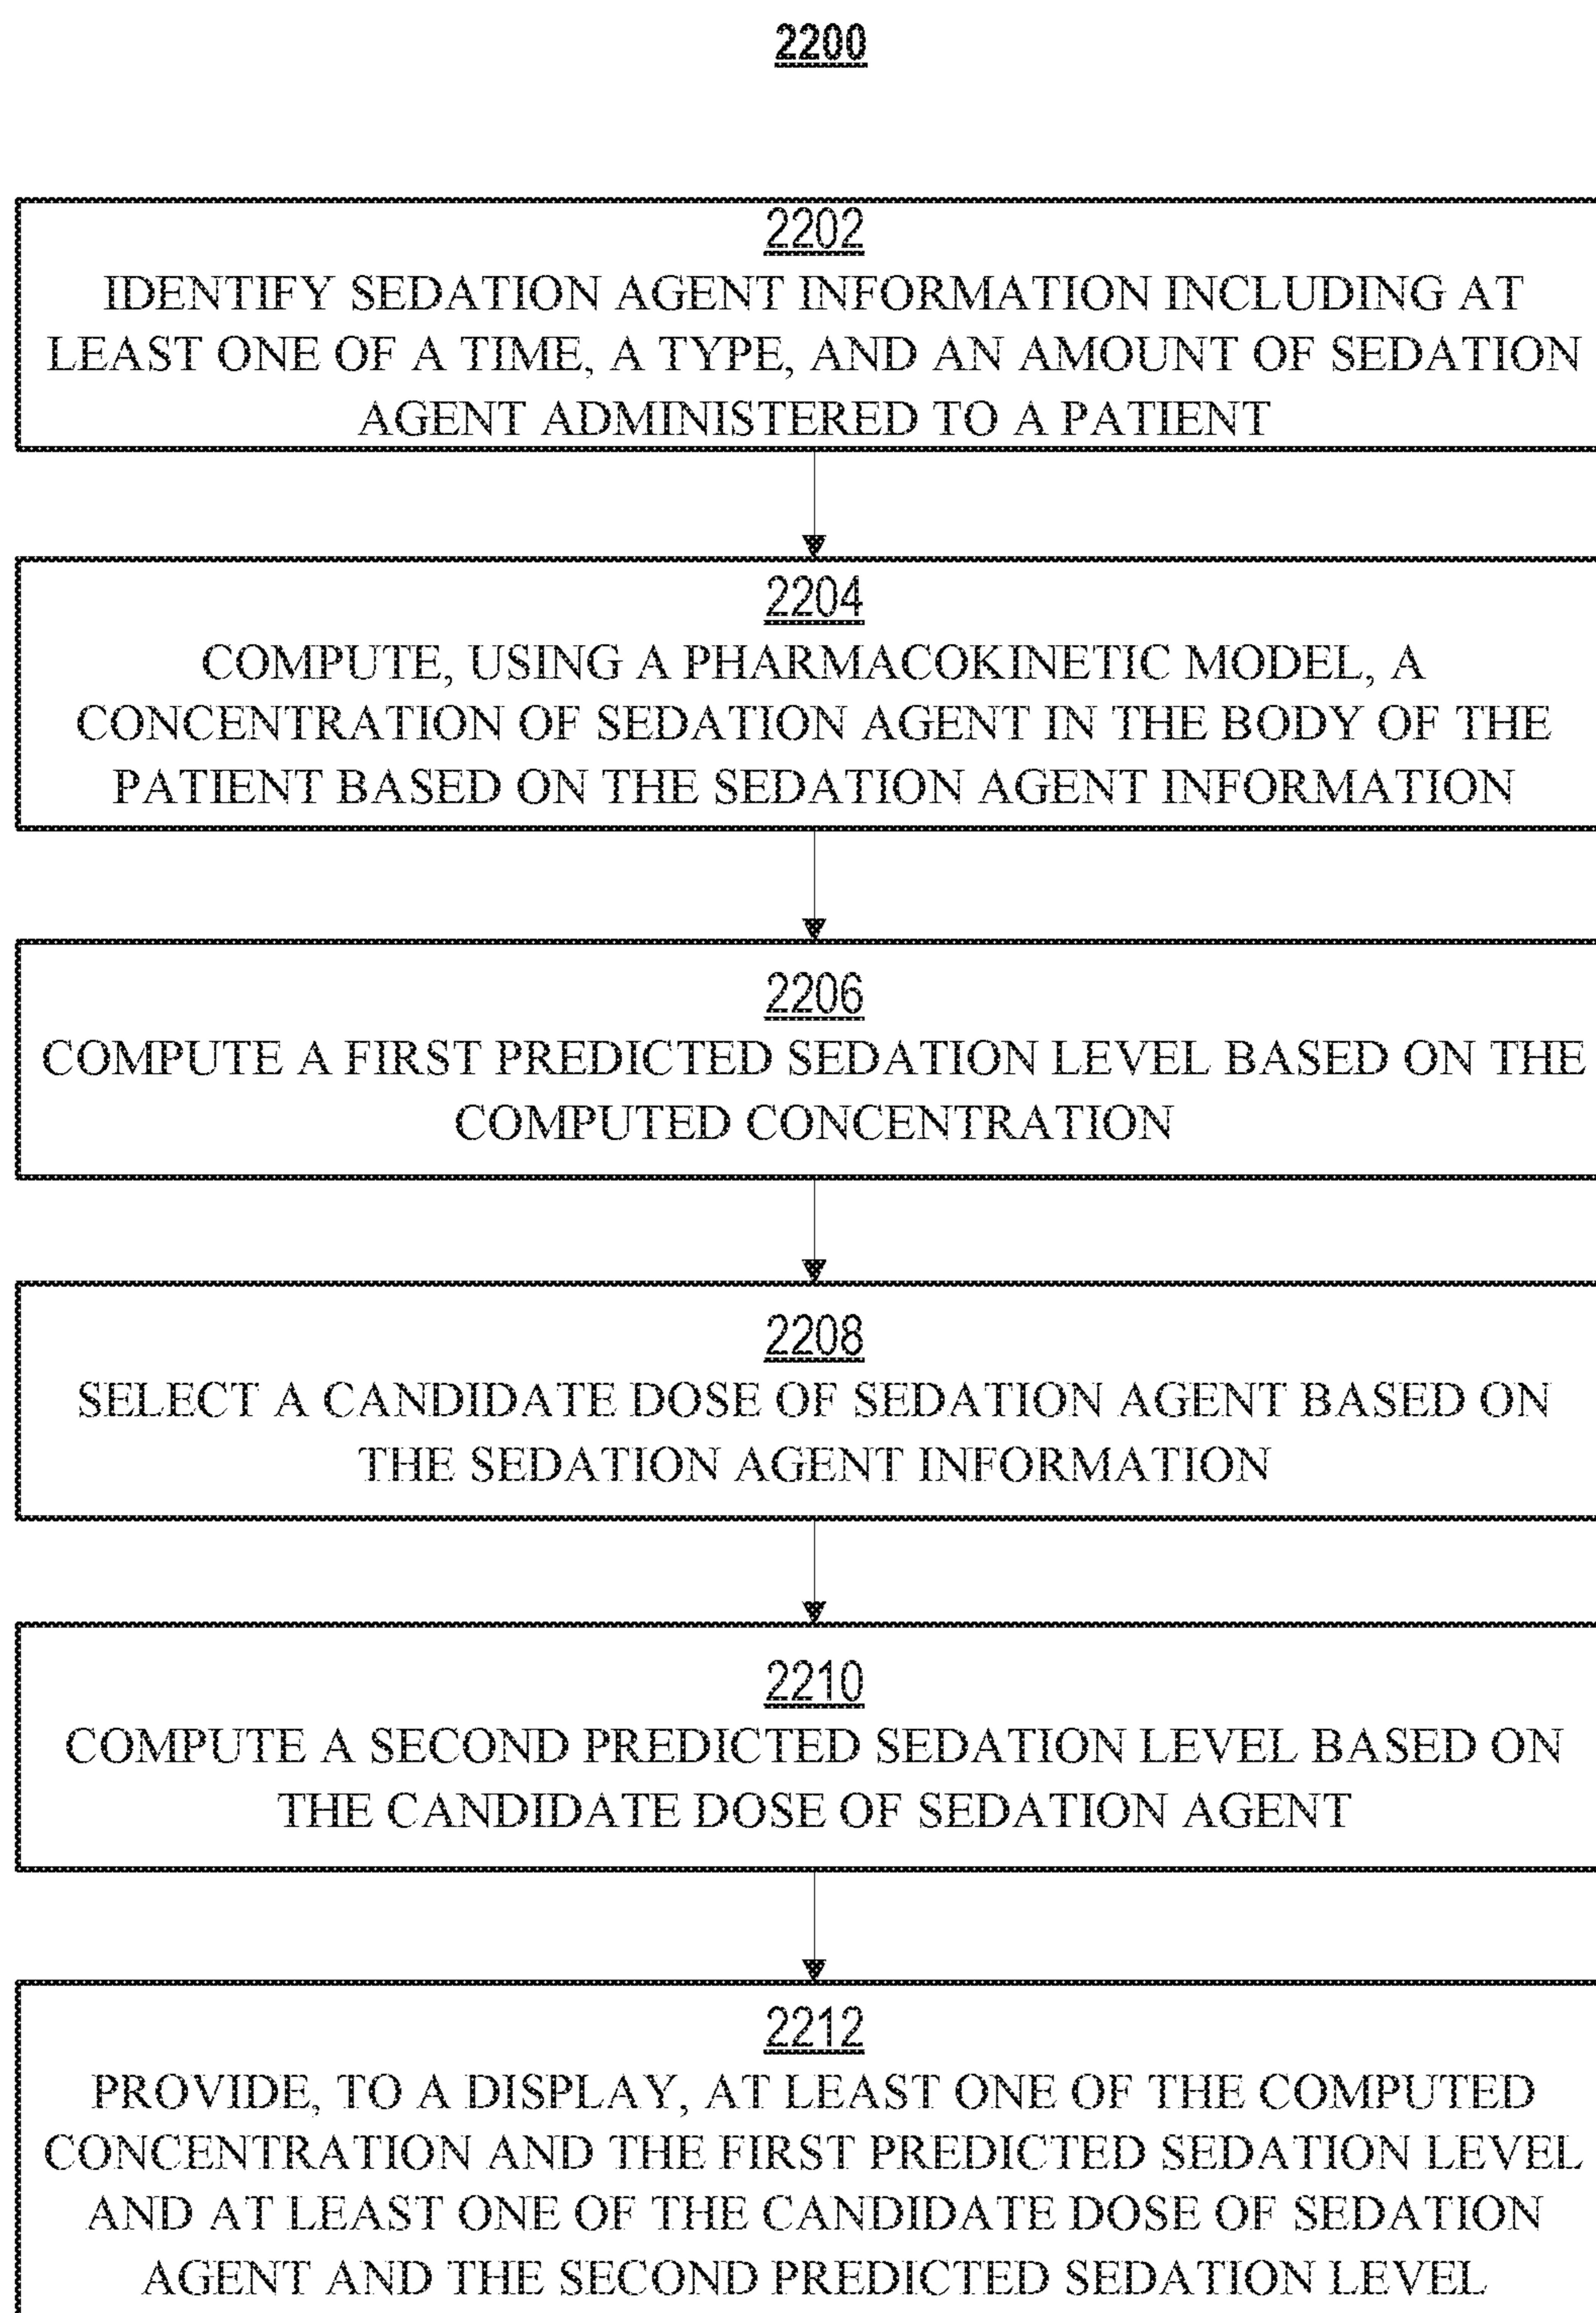 2200
2202
IDENTIFY SEDATION AGENT INFORMATION INCLUDING AT
LEAST ONE OF A TIME, A TYPE, AND AN AMOUNT OF SEDATION
AGENT ADMINISTERED TO A PATIENT
2204
COMPUTE, USING A PHARMACOKINETIC MODEL, A
CONCENTRATION OF SEDATION AGENT IN THE BODY OF THE
PATIENT BASED ON THE SEDATION AGENT INFORMATION
2206
COMPUTE A FIRST PREDICTED SEDATION LEVEL BASED ON THE
COMPUTED CONCENTRATION
2208
SELECT A CANDIDATE DOSE OF SEDATION AGENT BASED ON
THE SEDATION AGENT INFORMATION
2210
COMPUTE A SECOND PREDICTED SEDATION LEVEL BASED ON
THE CANDIDATE DOSE OF SEDATION AGENT
2212
PROVIDE, TO A DISPLAY, AT LEAST ONE OF THE COMPUTED
CONCENTRATION AND THE FIRST PREDICTED SEDATION LEVEL
AND AT LEAST ONE OF THE CANDIDATE DOSE OF SEDATION
AGENT AND THE SECOND PREDICTED SEDATION LEVEL